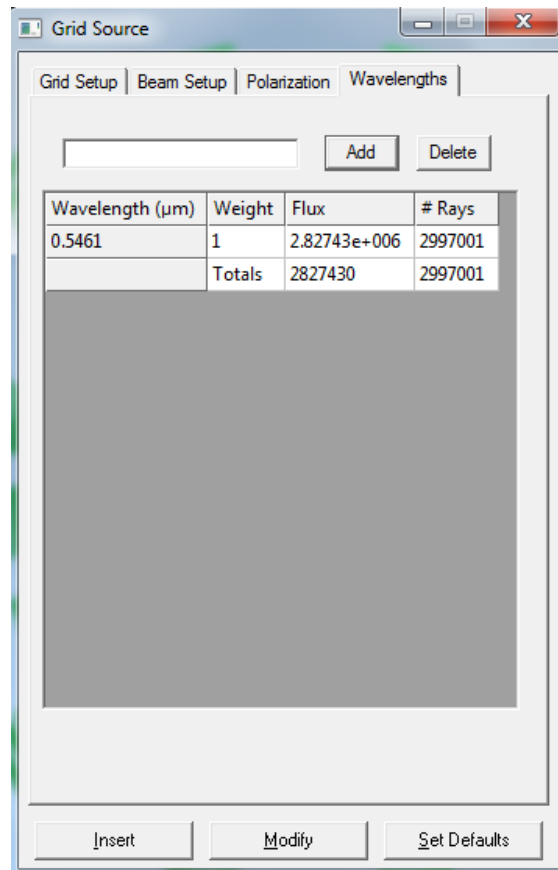 Grid Source
Grid Setup Beam Setup Polarization Wavelengths
Add Delete
Wavelength (µm) Weight Flux # Rays
0.5461 1 2.82743e+006 2997001
Totals 2827430 2997001
Insert Modify Set Defaults